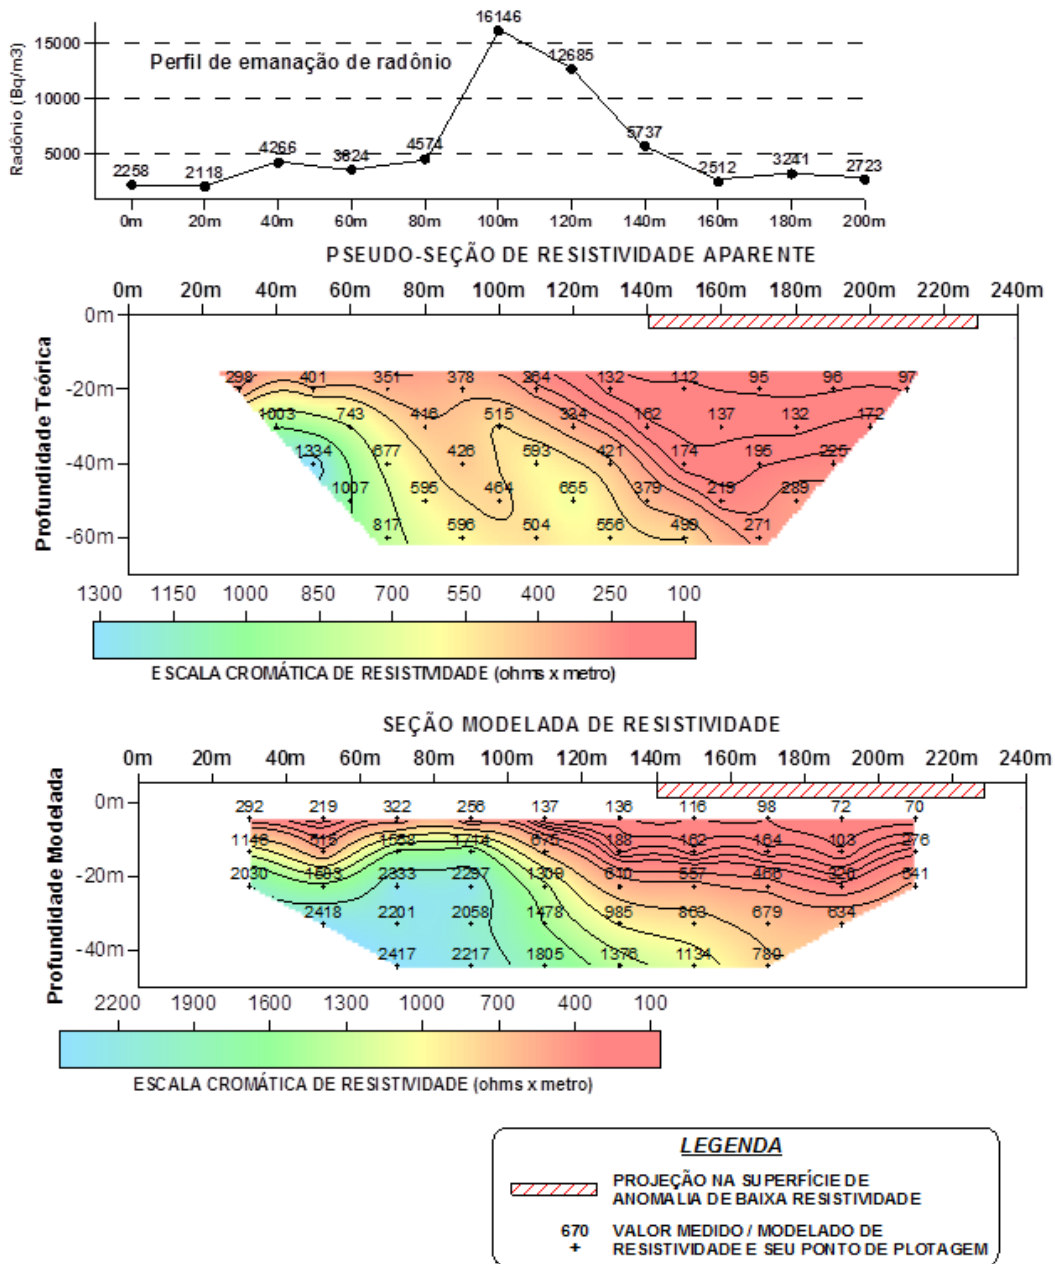 16146
15000
12685
Perfil de emanação de radônio
Radônio (Bq/m3)
10000
5737
5000
4266
3624
4574
2258
2118
2512
3241
2723
0m 20m 40m 60m 80m 100m 120m 140m 160m 180m 200m
PSEUDO-SEÇÃO DE RESISTIVIDADE APARENTE
0m 20m 40m 60m 80m 100m 120m 140m 160m 180m 200m 220m 240m
Profundidade Teórica
0m
-20m
-40m
-60m
298 401 351 378 264 132 142 95 96 97
1003 743 446 515 324 162 137 132 172
1334 677 426 593 421 174 195 225
1007 595 464 655 379 219 289
817 596 504 556 499 271
1300 1150 1000 850 700 550 400 250 100
ESCALA CROMÁTICA DE RESISTIVIDADE (ohms x metro)
SEÇÃO MODELADA DE RESISTIVIDADE
0m 20m 40m 60m 80m 100m 120m 140m 160m 180m 200m 220m 240m
Profundidade Modelada
0m
-20m
-40m
292 219 322 256 137 136 116 98 72 70
1146 515 1714 675 188 162 164 103 276
2030 2333 2297 1309 610 557 326 541
2418 2201 2058 1478 985 863 679 634
2417 2217 1805 1376 1134 780
2200 1900 1600 1300 1000 700 400 100
ESCALA CROMÁTICA DE RESISTIVIDADE (ohms x metro)
LEGENDA
PROJEÇÃO NA SUPERFÍCIE DE
ANOMALIA DE BAIXA RESISTIVIDADE
670 VALOR MEDIDO / MODELADO DE
+ RESISTIVIDADE E SEU PONTO DE PLOTAGEM